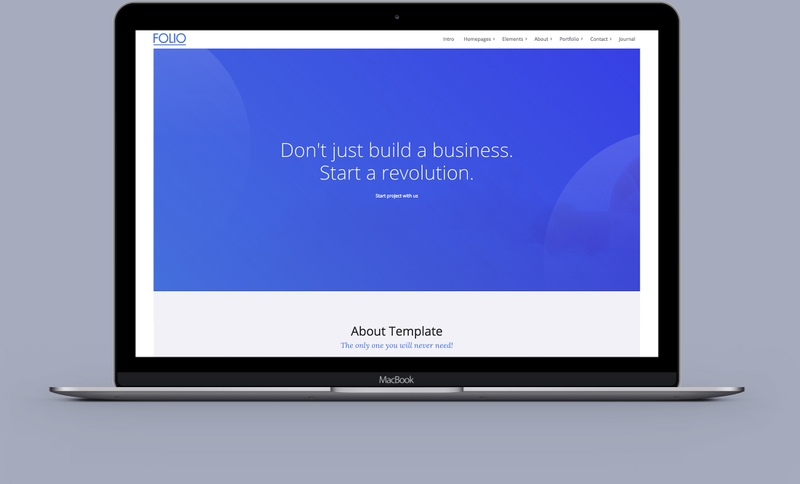 FOLIO
Intro Homepages Elements About Portfolio Contact Journal
Don't just build a business.
Start a revolution.
Start project with us
About Template
The only one you will never need!
MacBook